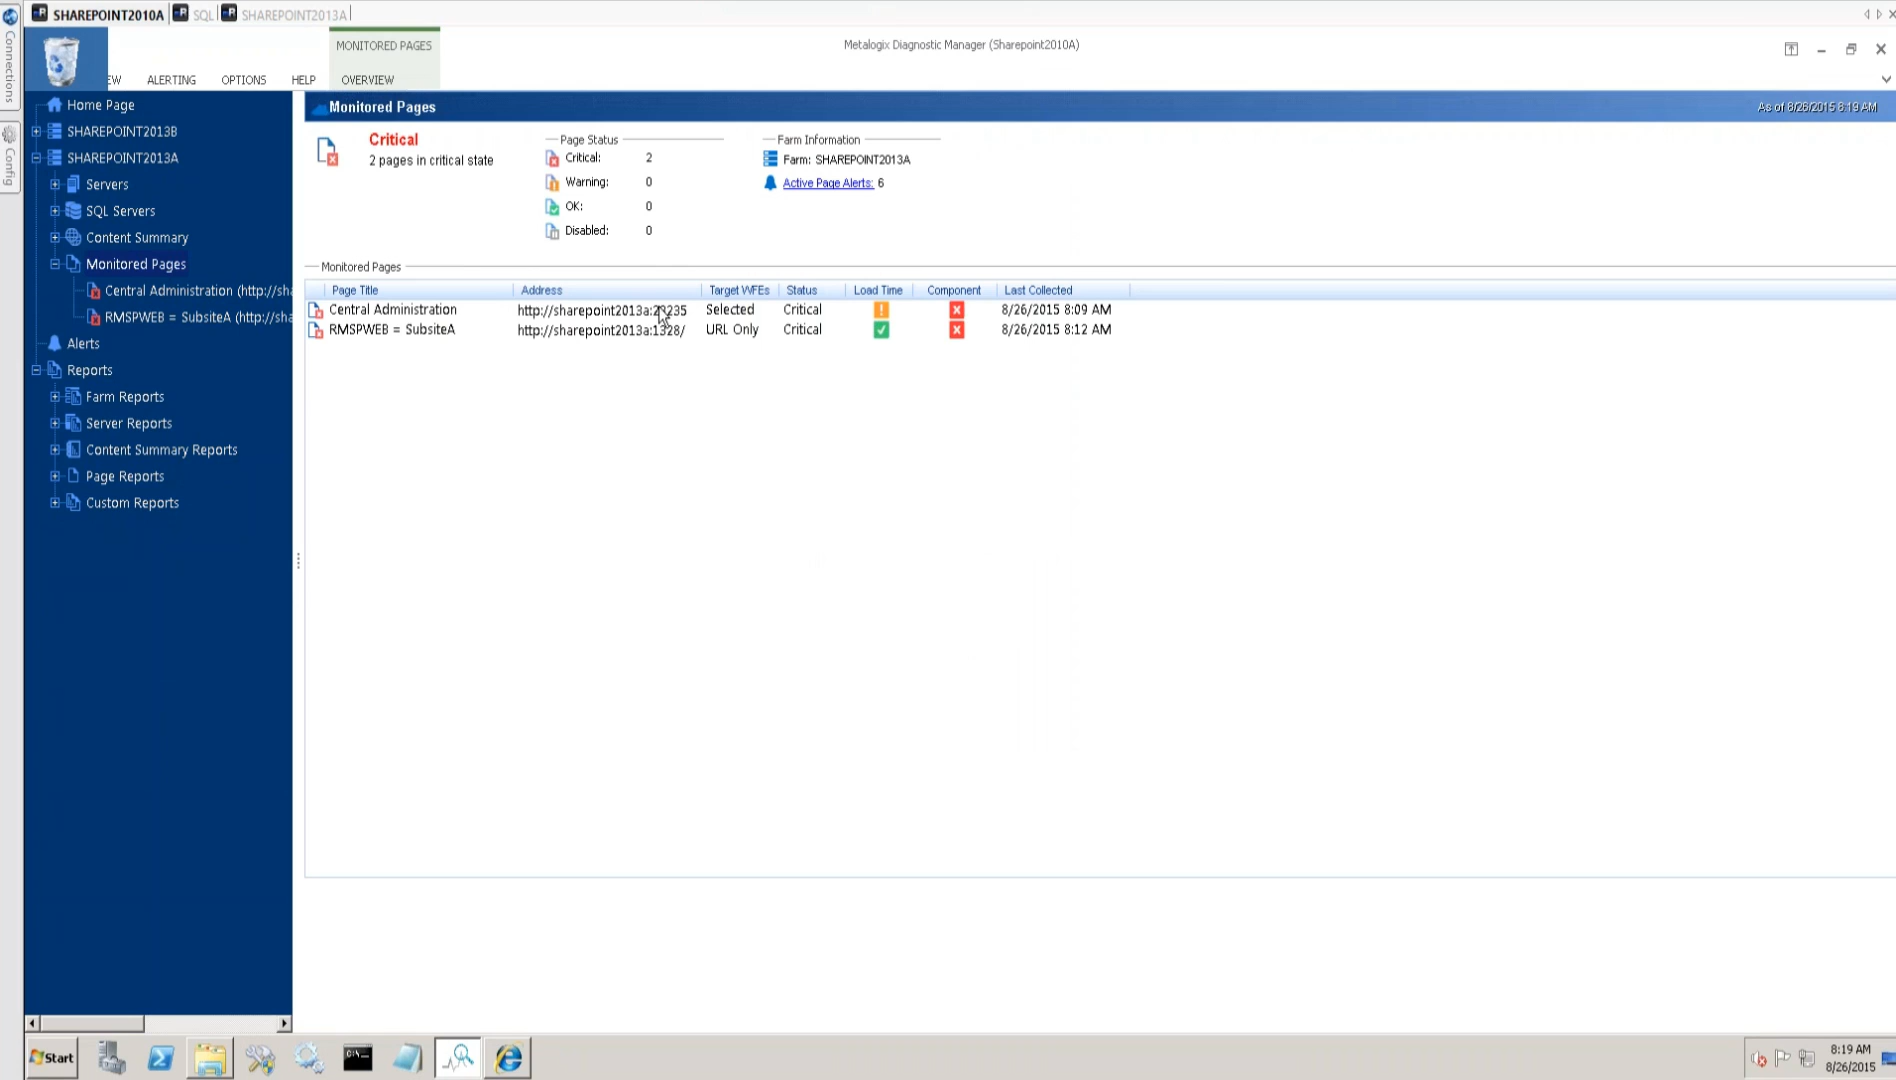 SHAREPOINT2010A SQL SHAREPOINT2013A
Connections
Config
MONITORED PAGES
Metalogix Diagnostic Manager (Sharepoint2010A)
EW ALERTING OPTIONS HELP OVERVIEW
Home Page
SHAREPOINT2013B
SHAREPOINT2013A
Servers
SQL Servers
Content Summary
Monitored Pages
Central Administration (http://sha
RMSPWEB = SubsiteA (http://sha
Alerts
Reports
Farm Reports
Server Reports
Content Summary Reports
Page Reports
Custom Reports
Monitored Pages As of 8/26/2015 8:19 AM
Critical
2 pages in critical state
Page Status
Critical: 2
Warning: 0
OK: 0
Disabled: 0
Farm Information
Farm: SHAREPOINT2013A
Active Page Alerts: 6
Monitored Pages
Page Title Address Target WFEs Status Load Time Component Last Collected
Central Administration Selected Critical 8/26/2015 8:09 AM
RMSPWEB = SubsiteA http://sharepoint2013a:1328/ URL Only Critical 8/26/2015 8:12 AM
Start
8:19 AM
8/26/2015